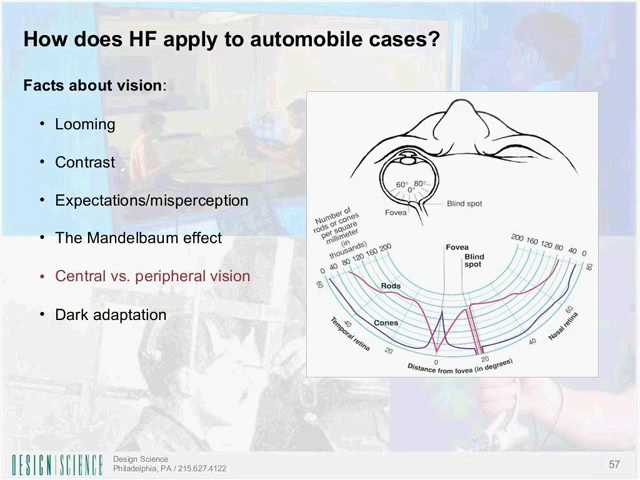 How does HF apply to automobile cases?
Facts about vision:
• Looming
• Contrast
• Expectations/misperception
• The Mandelbaum effect
• Central vs. peripheral vision
• Dark adaptation
60° 0° 80°
Blind spot
Fovea
Number of
rods or cones
per square
millimeter
(in
thousands)
0 40 80 120 160 200
200 160 120 80 40 0
Fovea
Blind
spot
Rods
Cones
40
20
0
20
40
60
Temporal retina
Nasal retina
Distance from fovea (in degrees)
DESIGN SCIENCE
Design Science
Philadelphia, PA / 215.627.4122
57